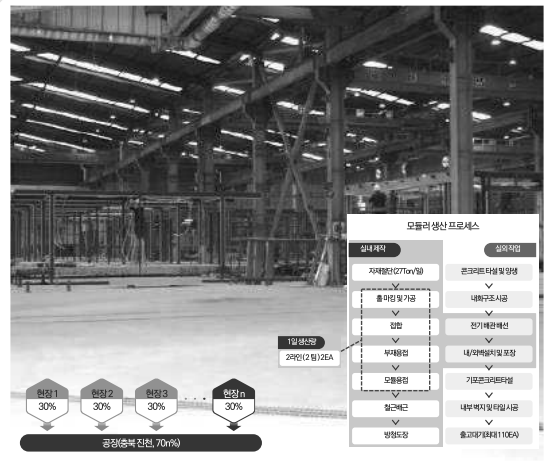 모듈러 생산 프로세스
실내 제작
자재절단(27Ton/일)
홀 마킹 및 가공
접합
부재용접
모듈용접
철근배근
방청도장
실외 작업
콘크리트 타설 및 양생
내화구조 시공
전기 배관 배선
내/외벽설치 및 포장
기포콘크리트타설
내부 벽지 및 타일 시공
출고대기(최대 110EA)
1일 생산량
2라인 (2 팀) 2EA
현장 1
30%
현장 2
30%
현장 3
30%
현장 n
30%
공장(충북 진천, 70n%)